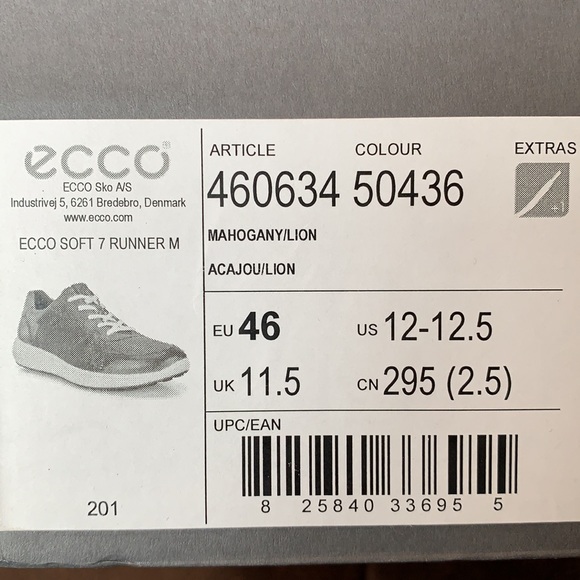 ecco
ECCO Sko A/S
Industrivej 5, 6261 Bredebro, Denmark
www.ecco.com
ECCO SOFT 7 RUNNER M
201
ARTICLE COLOUR EXTRAS
460634 50436
+1
MAHOGANY/LION
ACAJOU/LION
EU 46 US 12-12.5
UK 11.5 CN 295 (2.5)
UPC/EAN
8 25840 33695 5